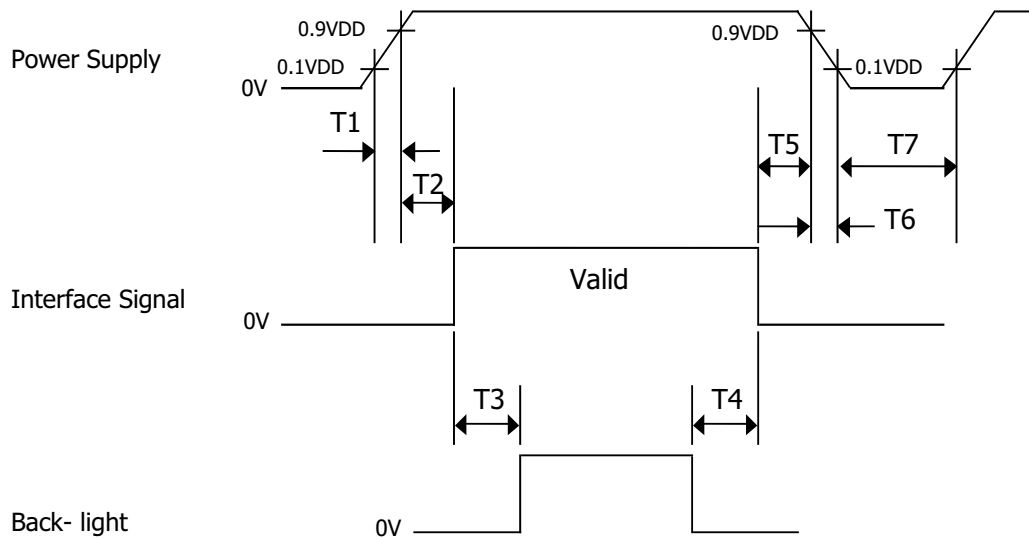 0.9VDD
0.9VDD
Power Supply
0.1VDD
0.1VDD
0V
T1
T5
T7
T2
T6
Valid
Interface Signal
0V
T3
T4
Back- light
0V